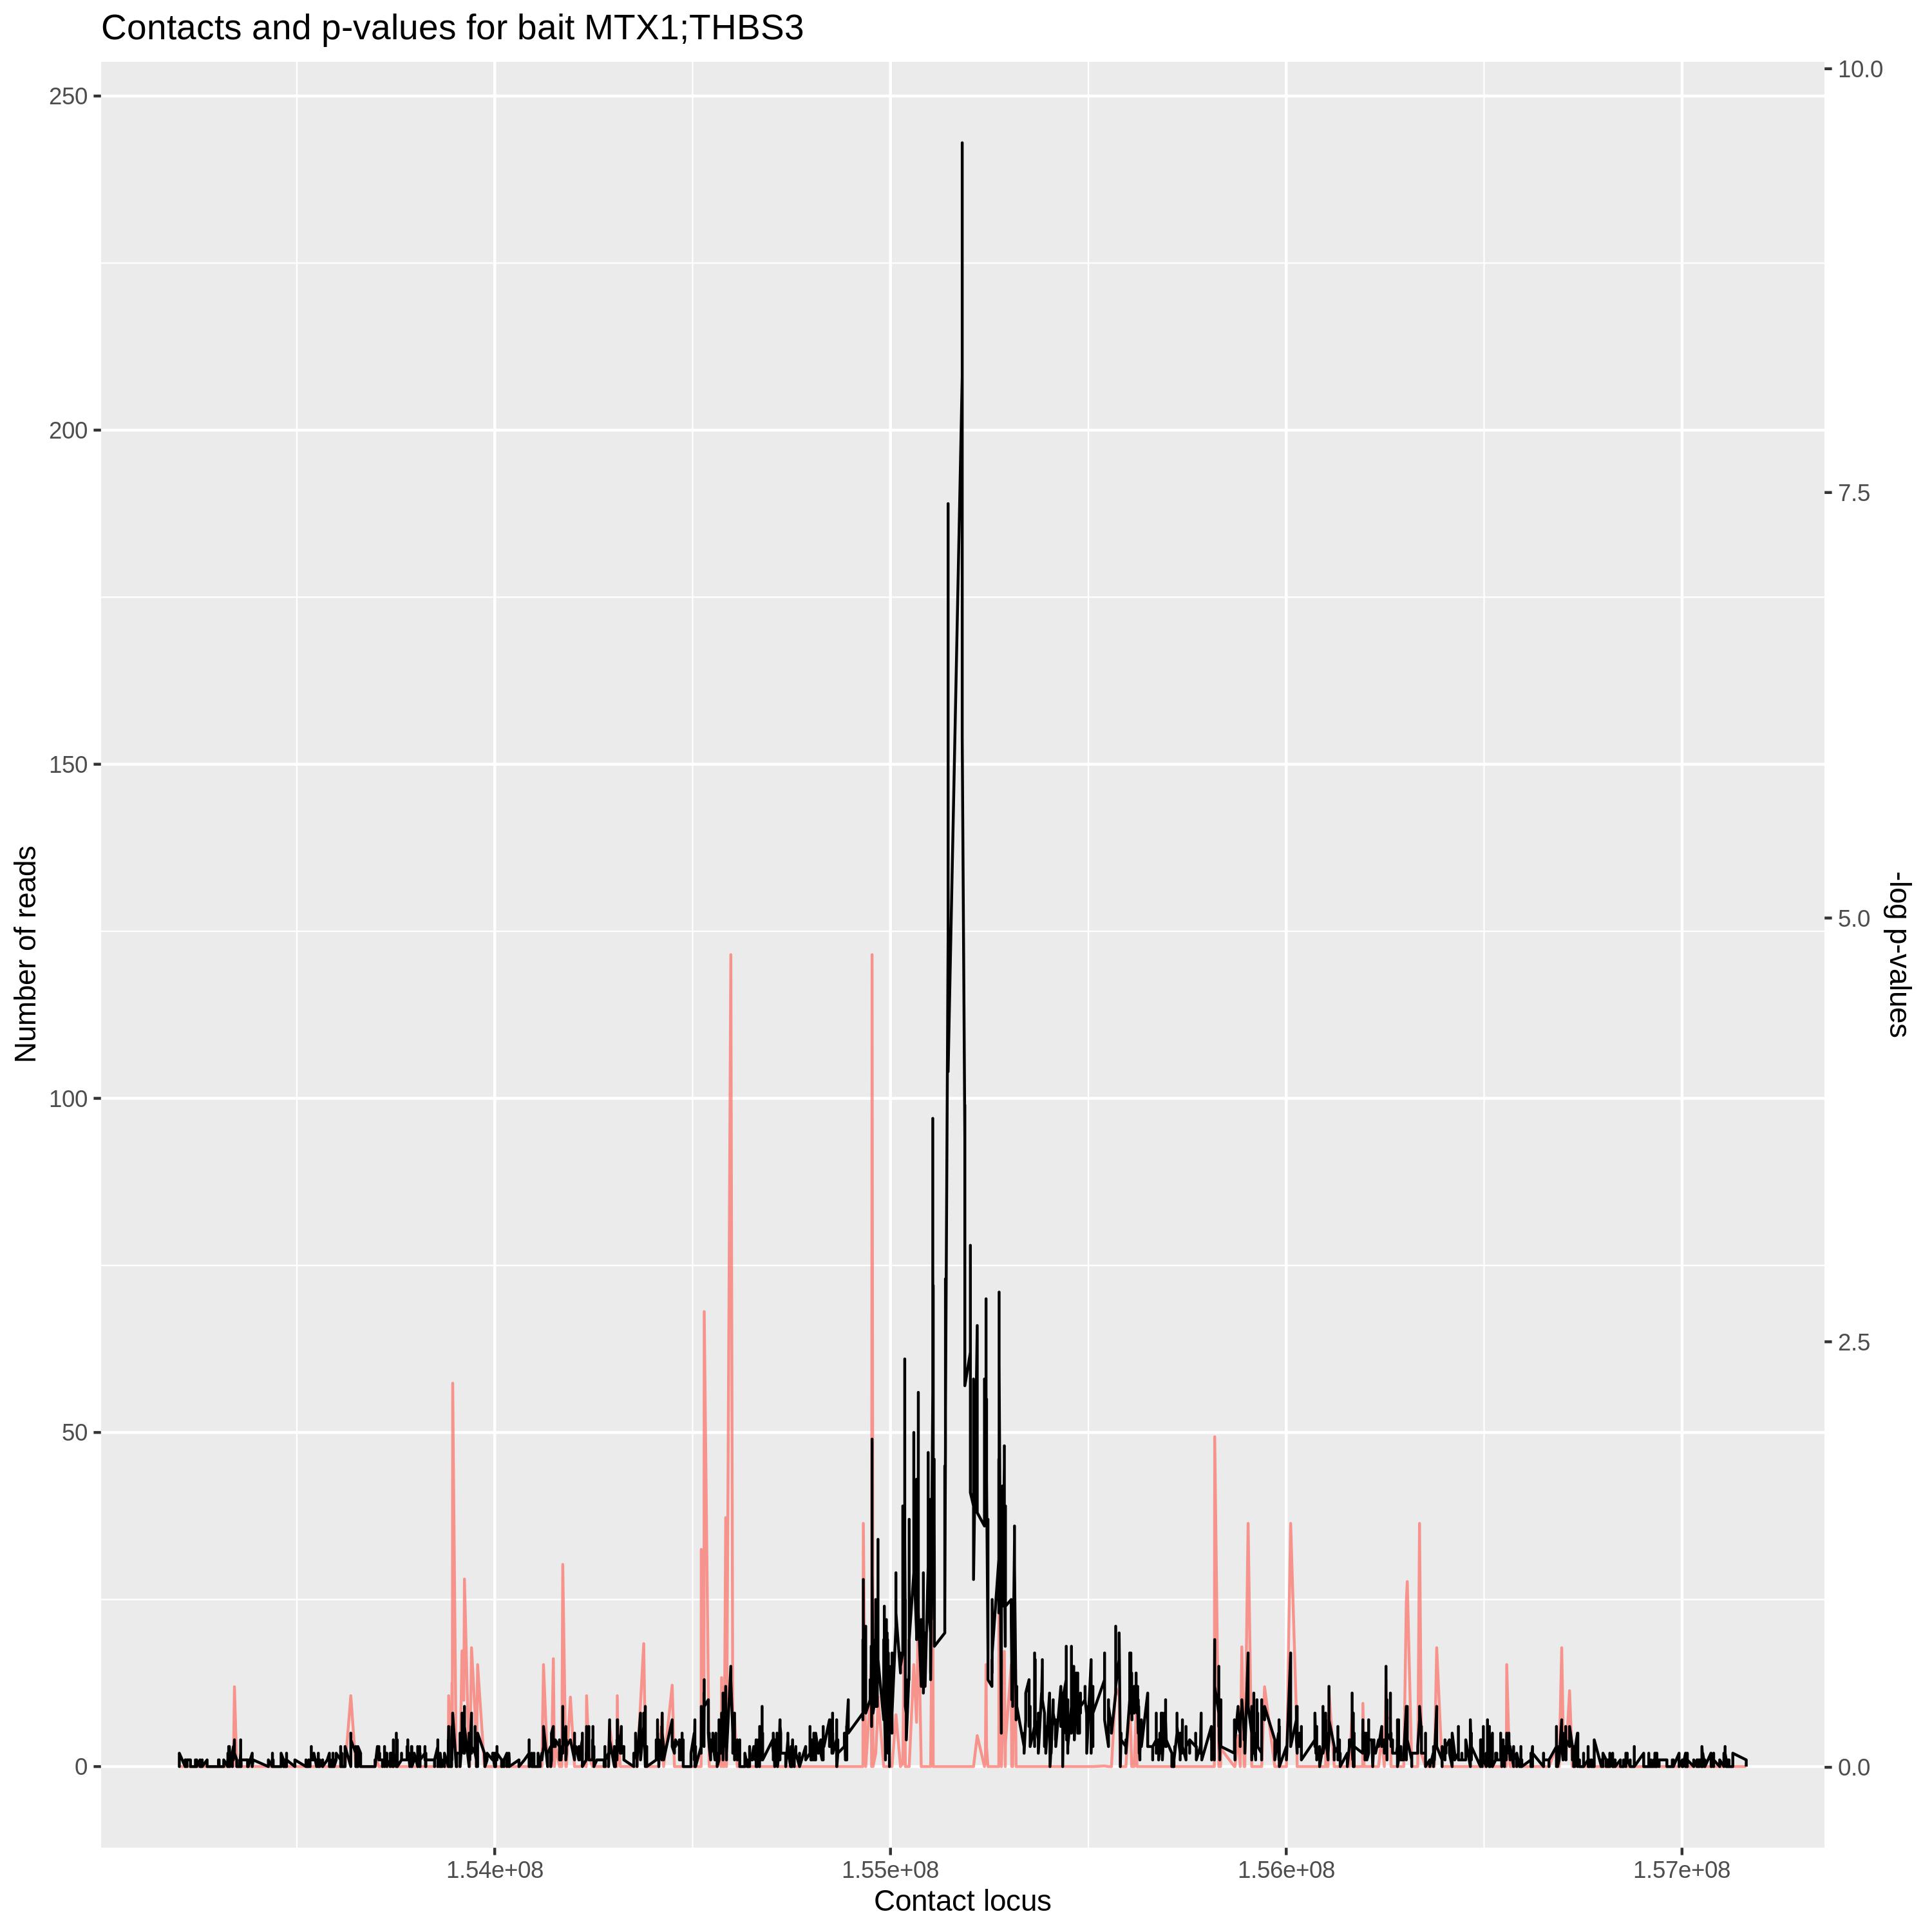 Contacts and p-values for bait MTX1;THBS3
250
200
150
100
50
0
Number of reads
10.0
7.5
5.0
2.5
0.0
-log p-values
1.54e+08
1.55e+08
1.56e+08
1.57e+08
Contact locus